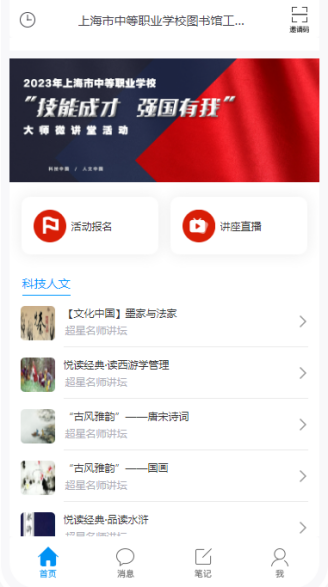 上海市中等职业学校图书馆工...
邀请码
2023年上海市中等职业学校
"技能成才 强国有我"
大师微讲堂活动
科技中国 / 人文中国
活动报名
讲座直播
科技人文
【文化中国】墨家与法家
超星名师讲坛
悦读经典-读西游学管理
超星名师讲坛
“古风雅韵”——唐宋诗词
超星名师讲坛
“古风雅韵”——国画
超星名师讲坛
悦读经典-品读水浒
首页
消息
笔记
我